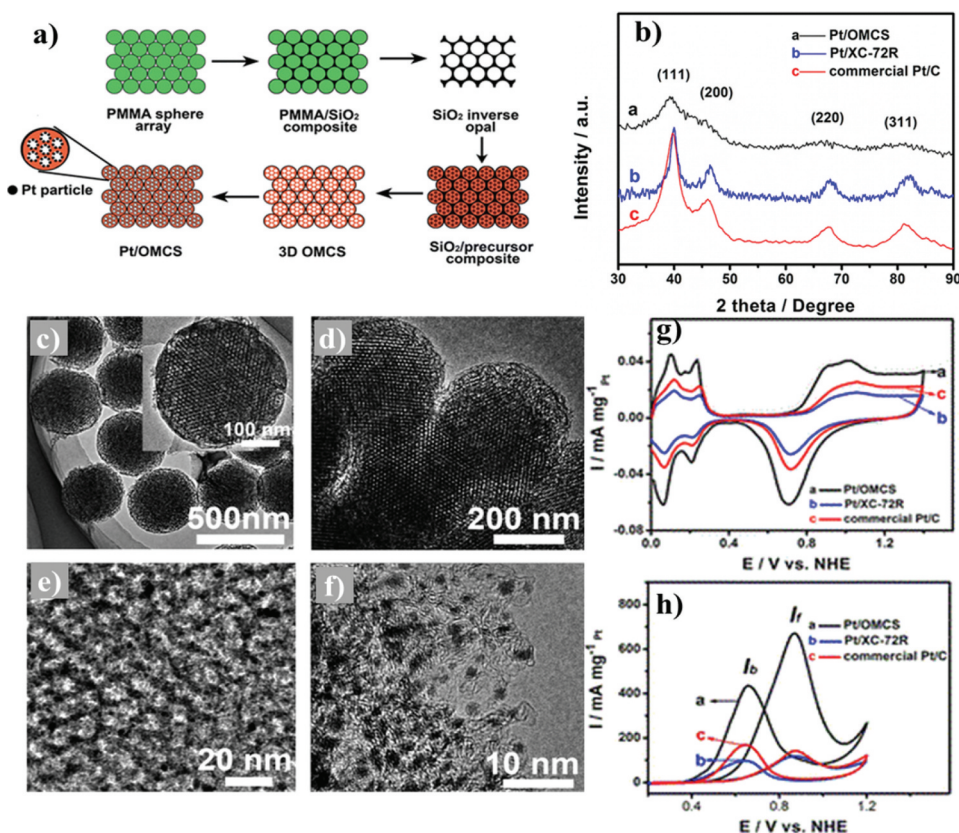 a)
PMMA sphere
array
PMMA/SiO₂
composite
SiO₂ inverse
opal
Pt particle
Pt/OMCS
3D OMCS
SiO₂/precursor
composite
b)
a Pt/OMCS
b Pt/XC-72R
c commercial Pt/C
(111)
(200)
(220)
(311)
a
b
c
Intensity / a.u.
30 40 50 60 70 80 90
2 theta / Degree
c)
100 nm
500nm
d)
200 nm
e)
20 nm
f)
10 nm
g)
0.04
0.00
-0.04
-0.08
I / mA mg⁻¹ Pt
a
c
b
a Pt/OMCS
b Pt/XC-72R
c commercial Pt/C
0.0 0.4 0.8 1.2
E / V vs. NHE
h)
800
600
400
200
0
I / mA mg⁻¹ Pt
a Pt/OMCS
b Pt/XC-72R
c commercial Pt/C
If
Ib
a
c
b
0.4 0.8 1.2
E / V vs. NHE